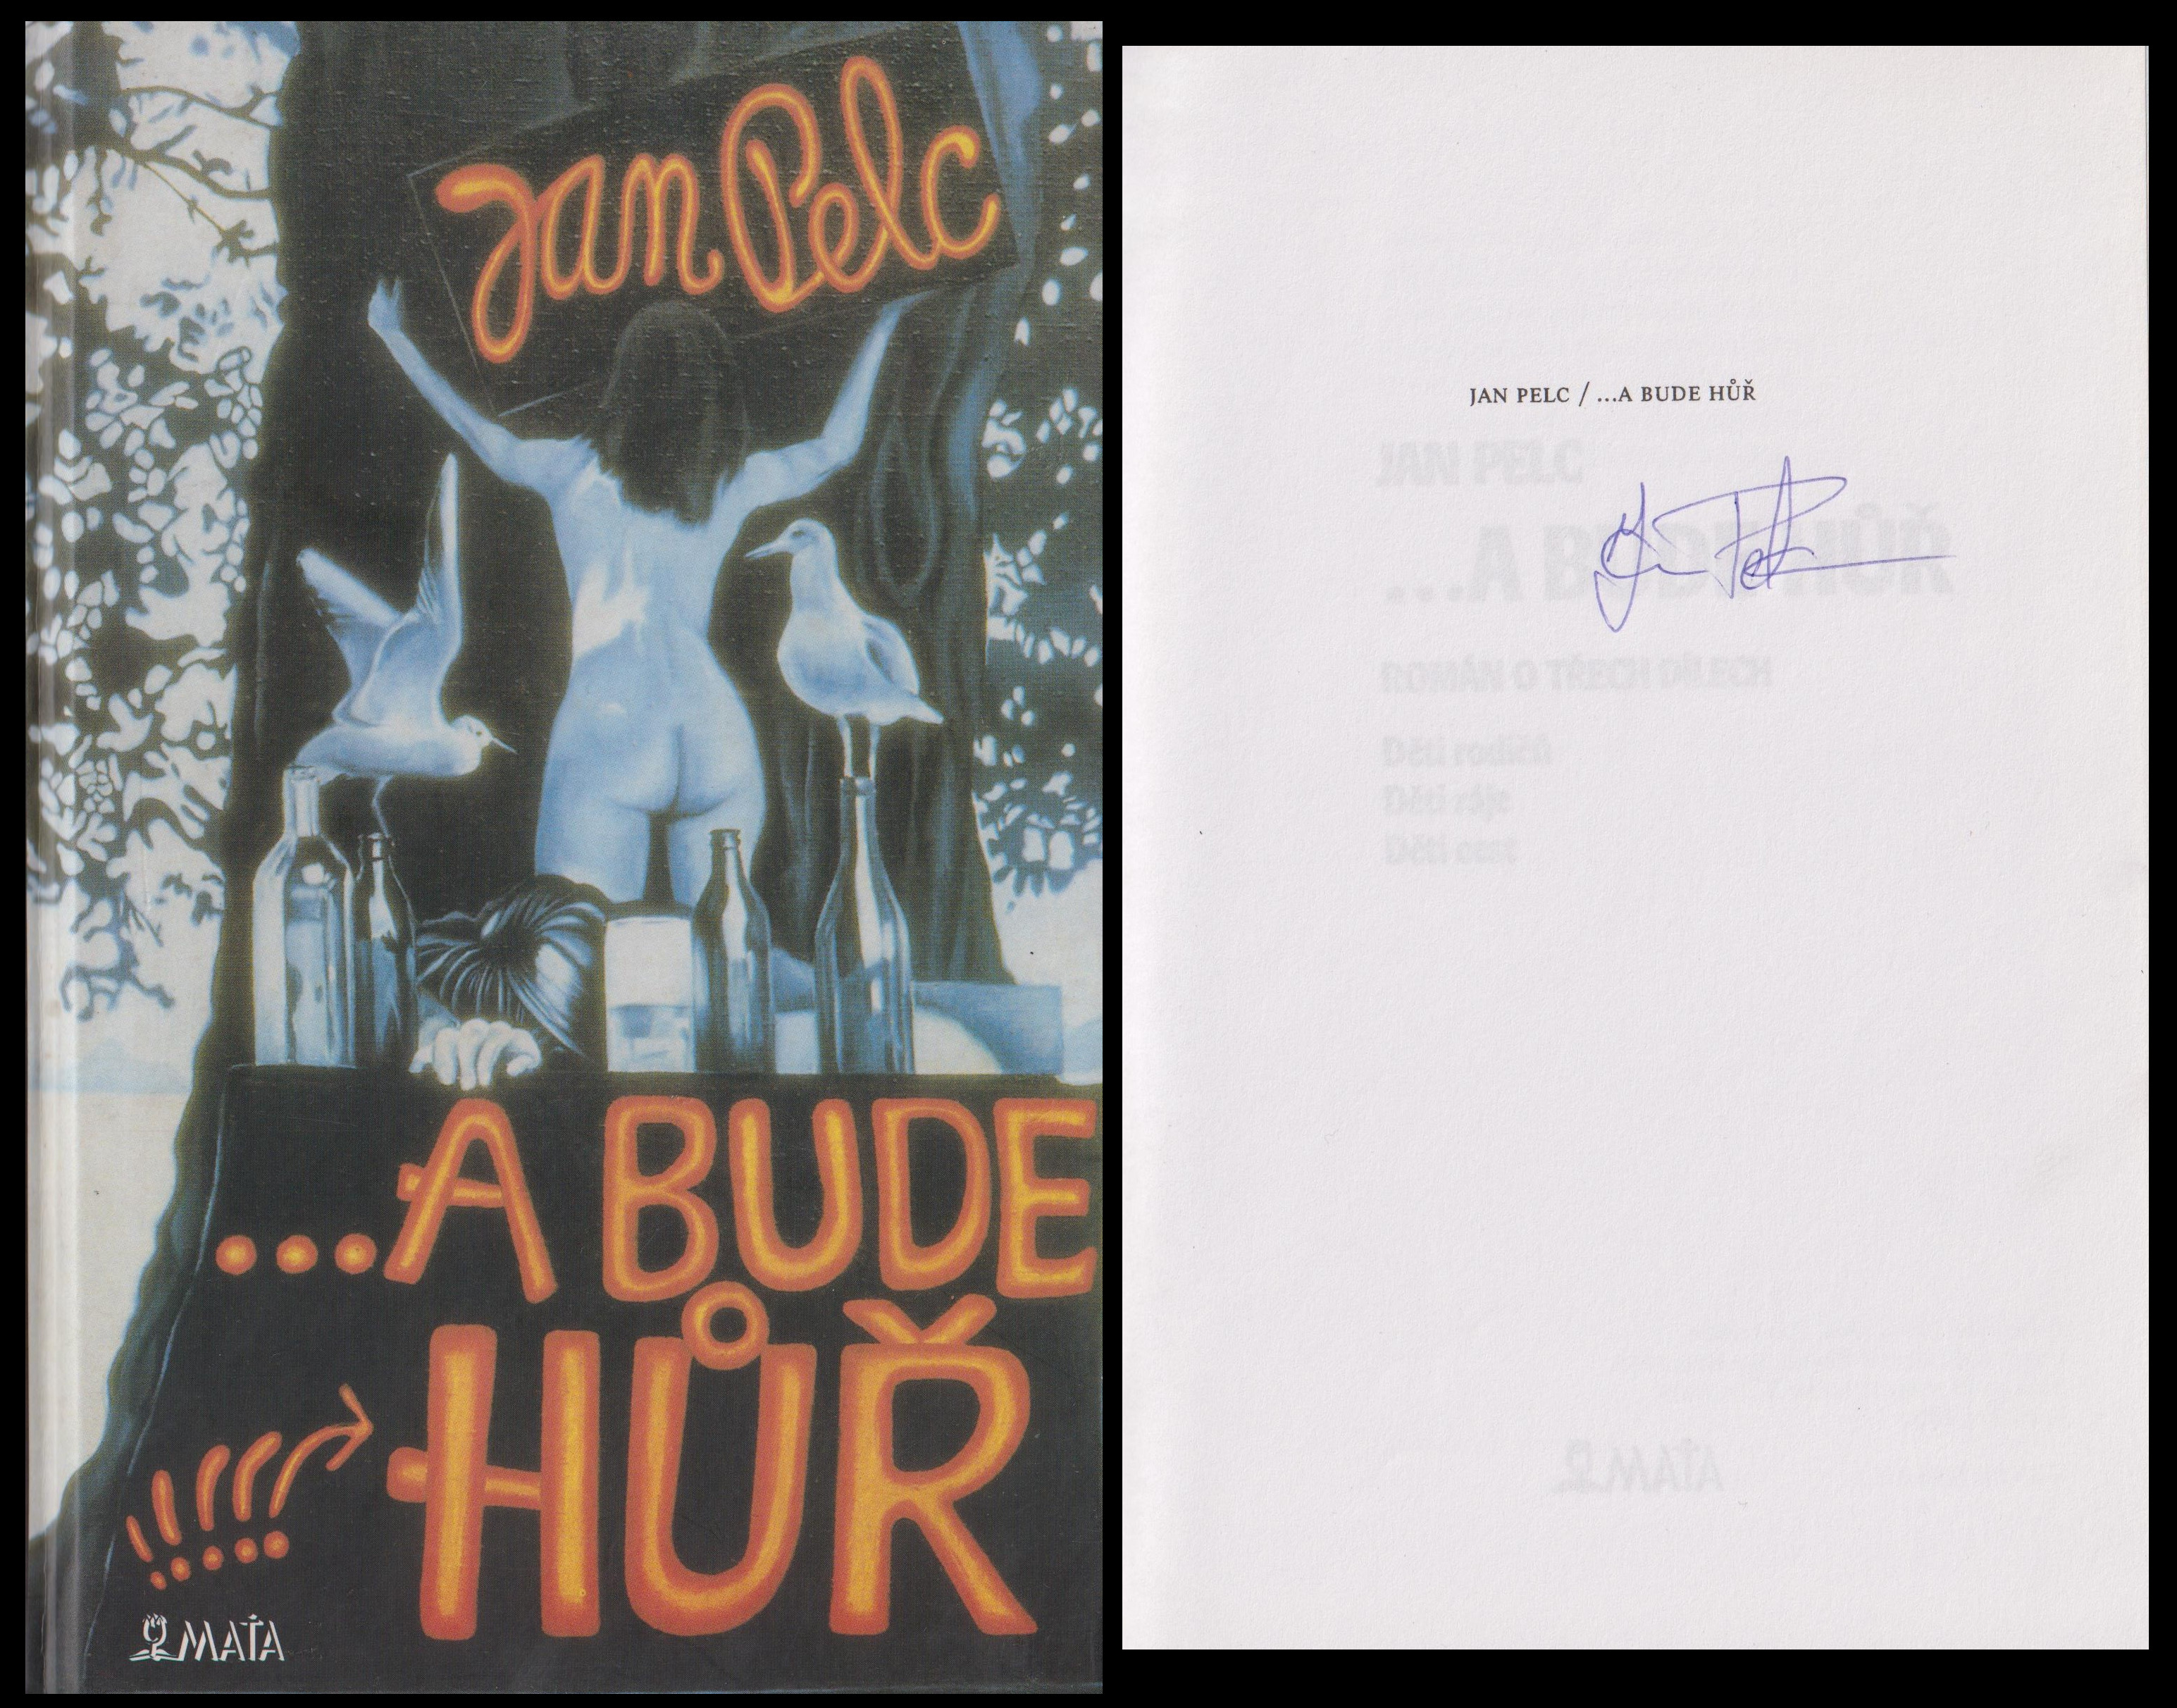 Jan Pelc
...A BUDE
HŮŘ
!!!!!
MAŤA
JAN PELC / ...A BUDE HŮŘ
JAN PELC
...A BUDE HŮŘ
ROMÁN O TŘECH DÍLECH
Děti rodičů
Děti ráje
Děti cest
MAŤA